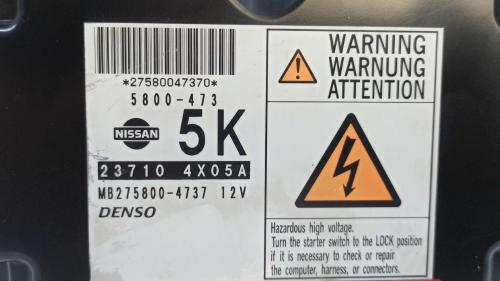 *27580047370*
5800-473
NISSAN
5K
23710 4X05A
MB275800-4737 12V
DENSO
WARNING
WARNUNG
ATTENTION
Hazardous high voltage.
Turn the starter switch to the LOCK position
if it is necessary to check or repair
the computer, harness, or connectors.